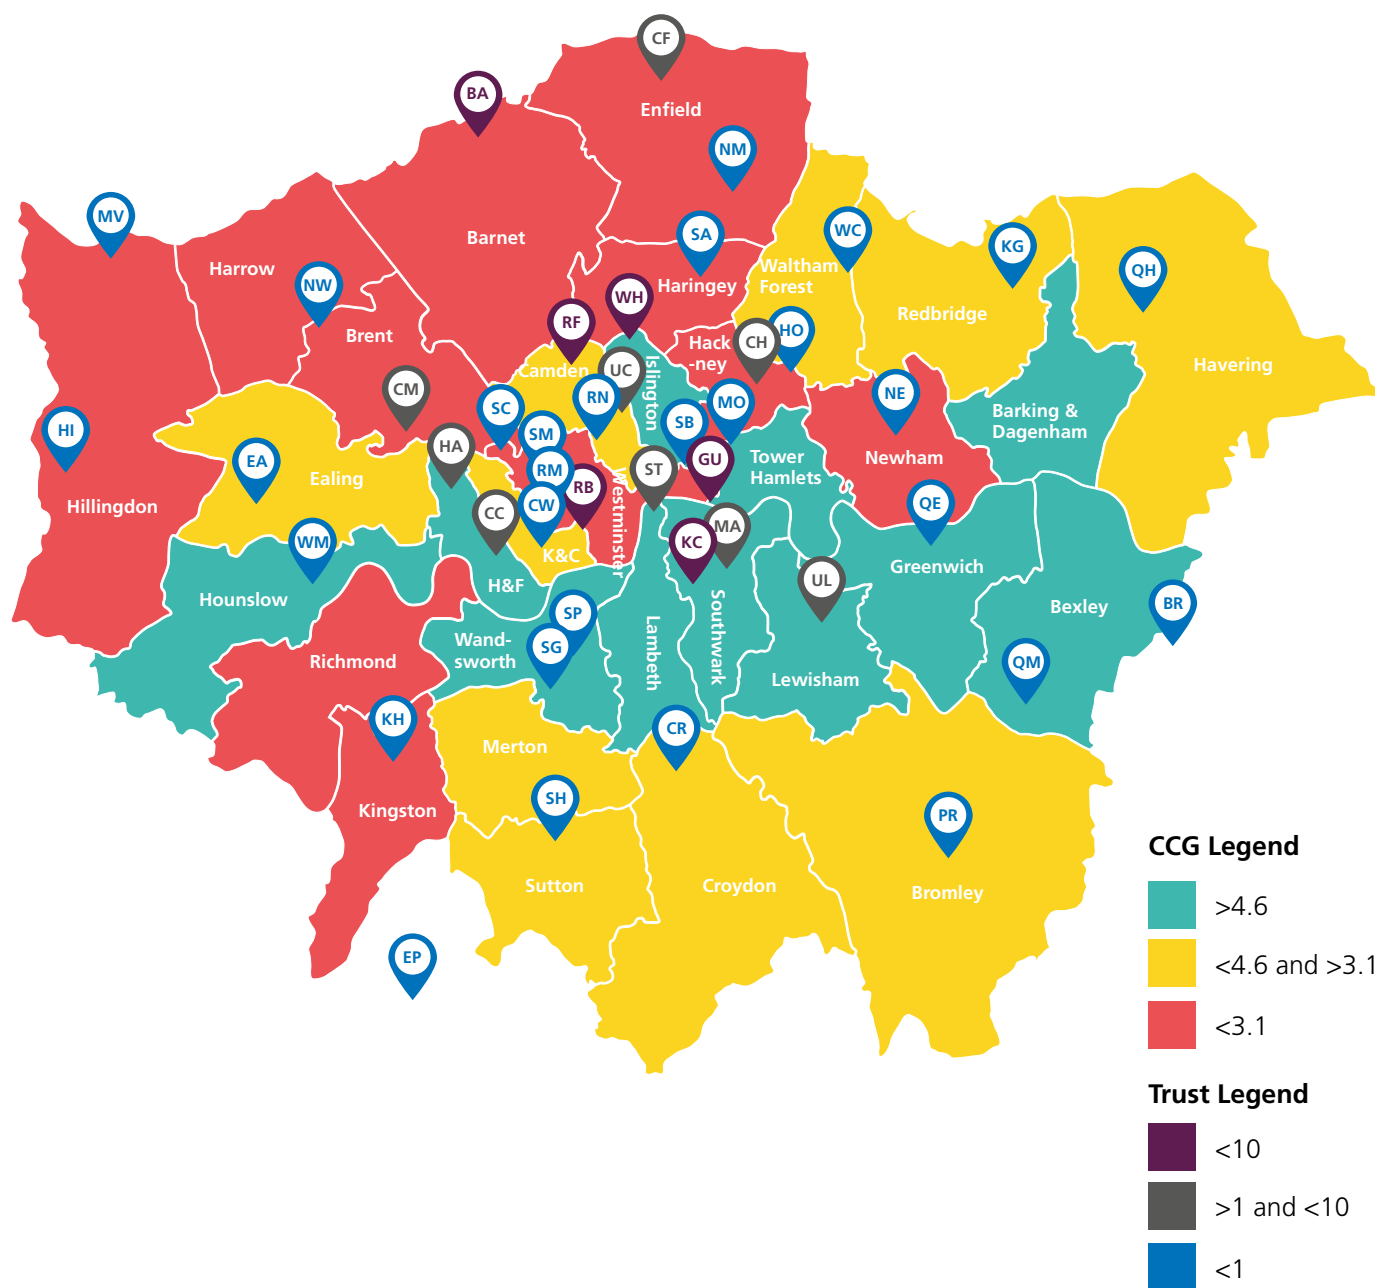 CF
Enfield
BA
NM
MV
Barnet
SA
WC
KG
Harrow
NW
Haringey
Waltham
Forest
QH
WH
Redbridge
Brent
RF
Hack
-ney
CH
HO
Havering
Camden
UC
Islington
CM
RN
MO
NE
SC
SB
Barking &
Dagenham
HI
SM
HA
EA
Ealing
RM
ST
GU
Tower
Hamlets
Newham
RB
Westminster
Hillingdon
CC
CW
QE
WM
K&C
KC
MA
Greenwich
H&F
UL
Hounslow
SP
Lambeth
Southwark
Bexley
BR
Wand-
sworth
SG
Richmond
QM
Lewisham
KH
CR
Merton
SH
Kingston
PR
CCG Legend
Sutton
Croydon
Bromley
>4.6
EP
<4.6 and >3.1
<3.1
Trust Legend
<10
>1 and <10
<1